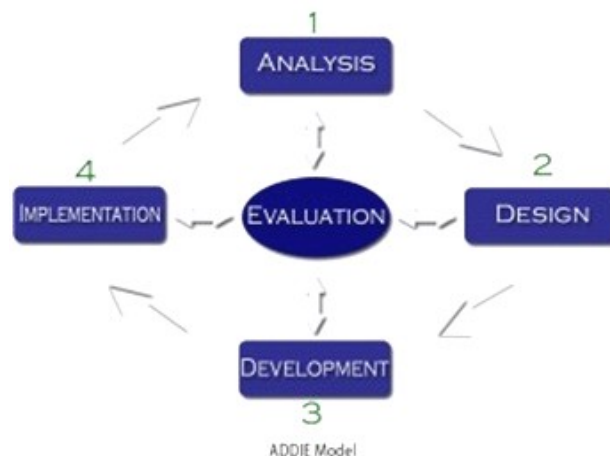 1
ANALYSIS
4
2
IMPLEMENTATION
EVALUATION
DESIGN
DEVELOPMENT
3
ADDIE Model